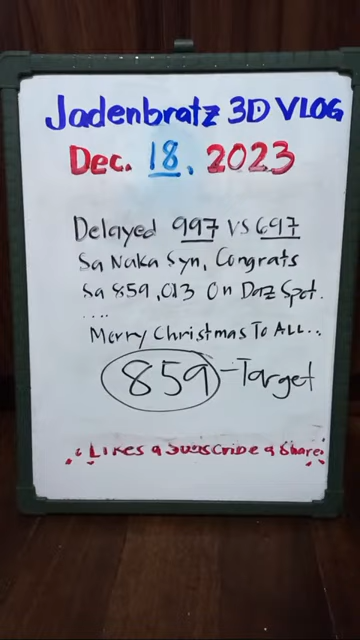 Jadenbratz 3D VLOG
Dec. 18, 2023
Delayed 997 VS 697
Sa Naka Syn, Congrats
Sa 859, 013 On Daz Spot.
....
Merry Christmas To ALL..
859 - Target
Likes & Subscribe & Share